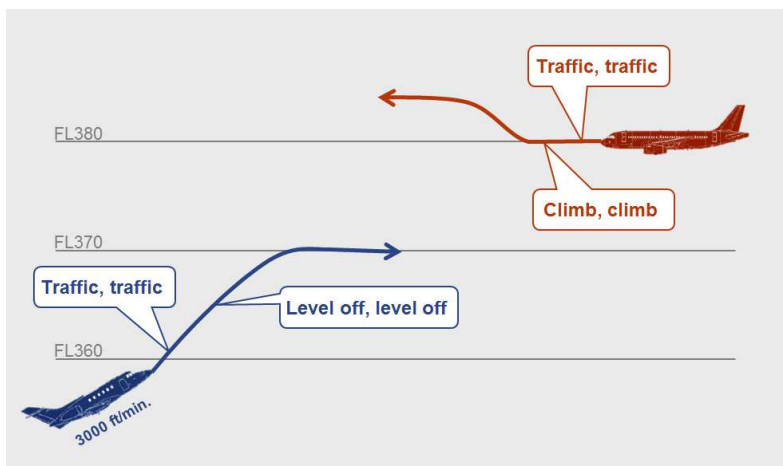 Traffic, traffic
FL380
Climb, climb
FL370
Traffic, traffic
Level off, level off
FL360
3000 ft/min.